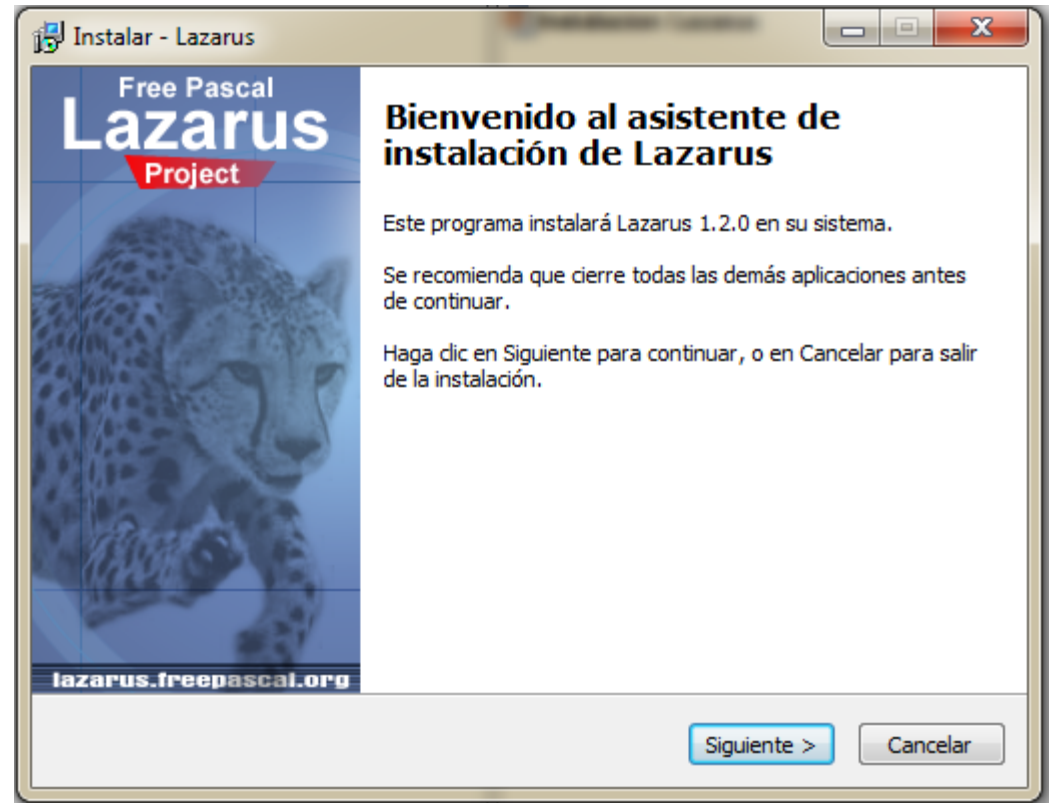 Instalar - Lazarus
Free Pascal
Lazarus
Project
lazarus.freepascal.org
Bienvenido al asistente de
instalación de Lazarus
Este programa instalará Lazarus 1.2.0 en su sistema.
Se recomienda que cierre todas las demás aplicaciones antes
de continuar.
Haga clic en Siguiente para continuar, o en Cancelar para salir
de la instalación.
Siguiente >
Cancelar